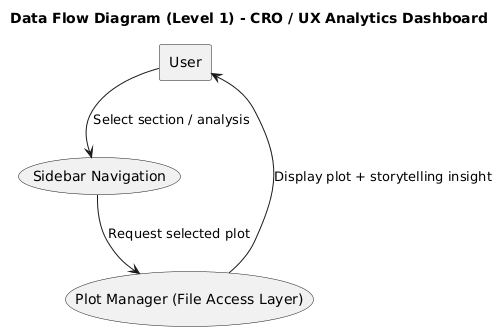 Data Flow Diagram (Level 1) - CRO / UX Analytics Dashboard
User
Select section / analysis
Sidebar Navigation
Display plot + storytelling insight
Request selected plot
Plot Manager (File Access Layer)